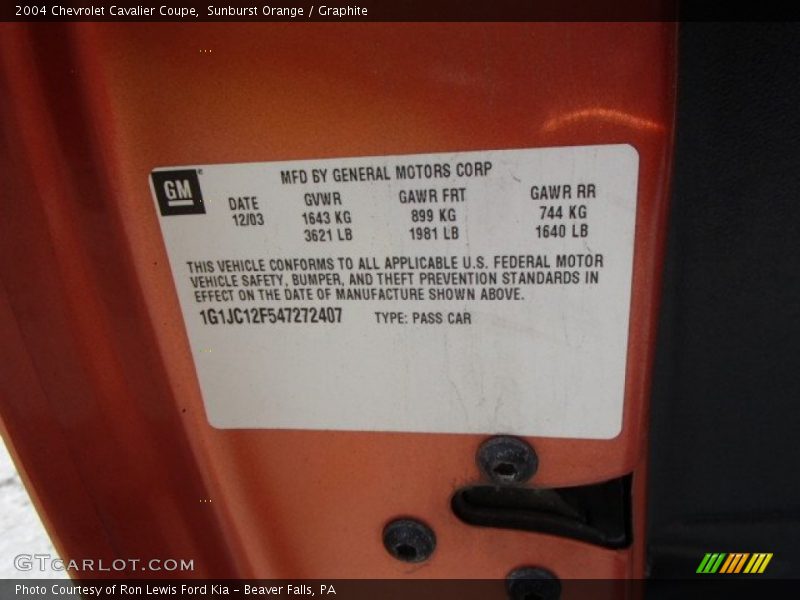 2004 Chevrolet Cavalier Coupe, Sunburst Orange / Graphite
GM
MFD BY GENERAL MOTORS CORP
DATE GVWR GAWR FRT GAWR RR
12/03 1643 KG 899 KG 744 KG
3621 LB 1981 LB 1640 LB
THIS VEHICLE CONFORMS TO ALL APPLICABLE U.S. FEDERAL MOTOR
VEHICLE SAFETY, BUMPER, AND THEFT PREVENTION STANDARDS IN
EFFECT ON THE DATE OF MANUFACTURE SHOWN ABOVE.
1G1JC12F547272407 TYPE: PASS CAR
GTCARLOT.COM
Photo Courtesy of Ron Lewis Ford Kia - Beaver Falls, PA